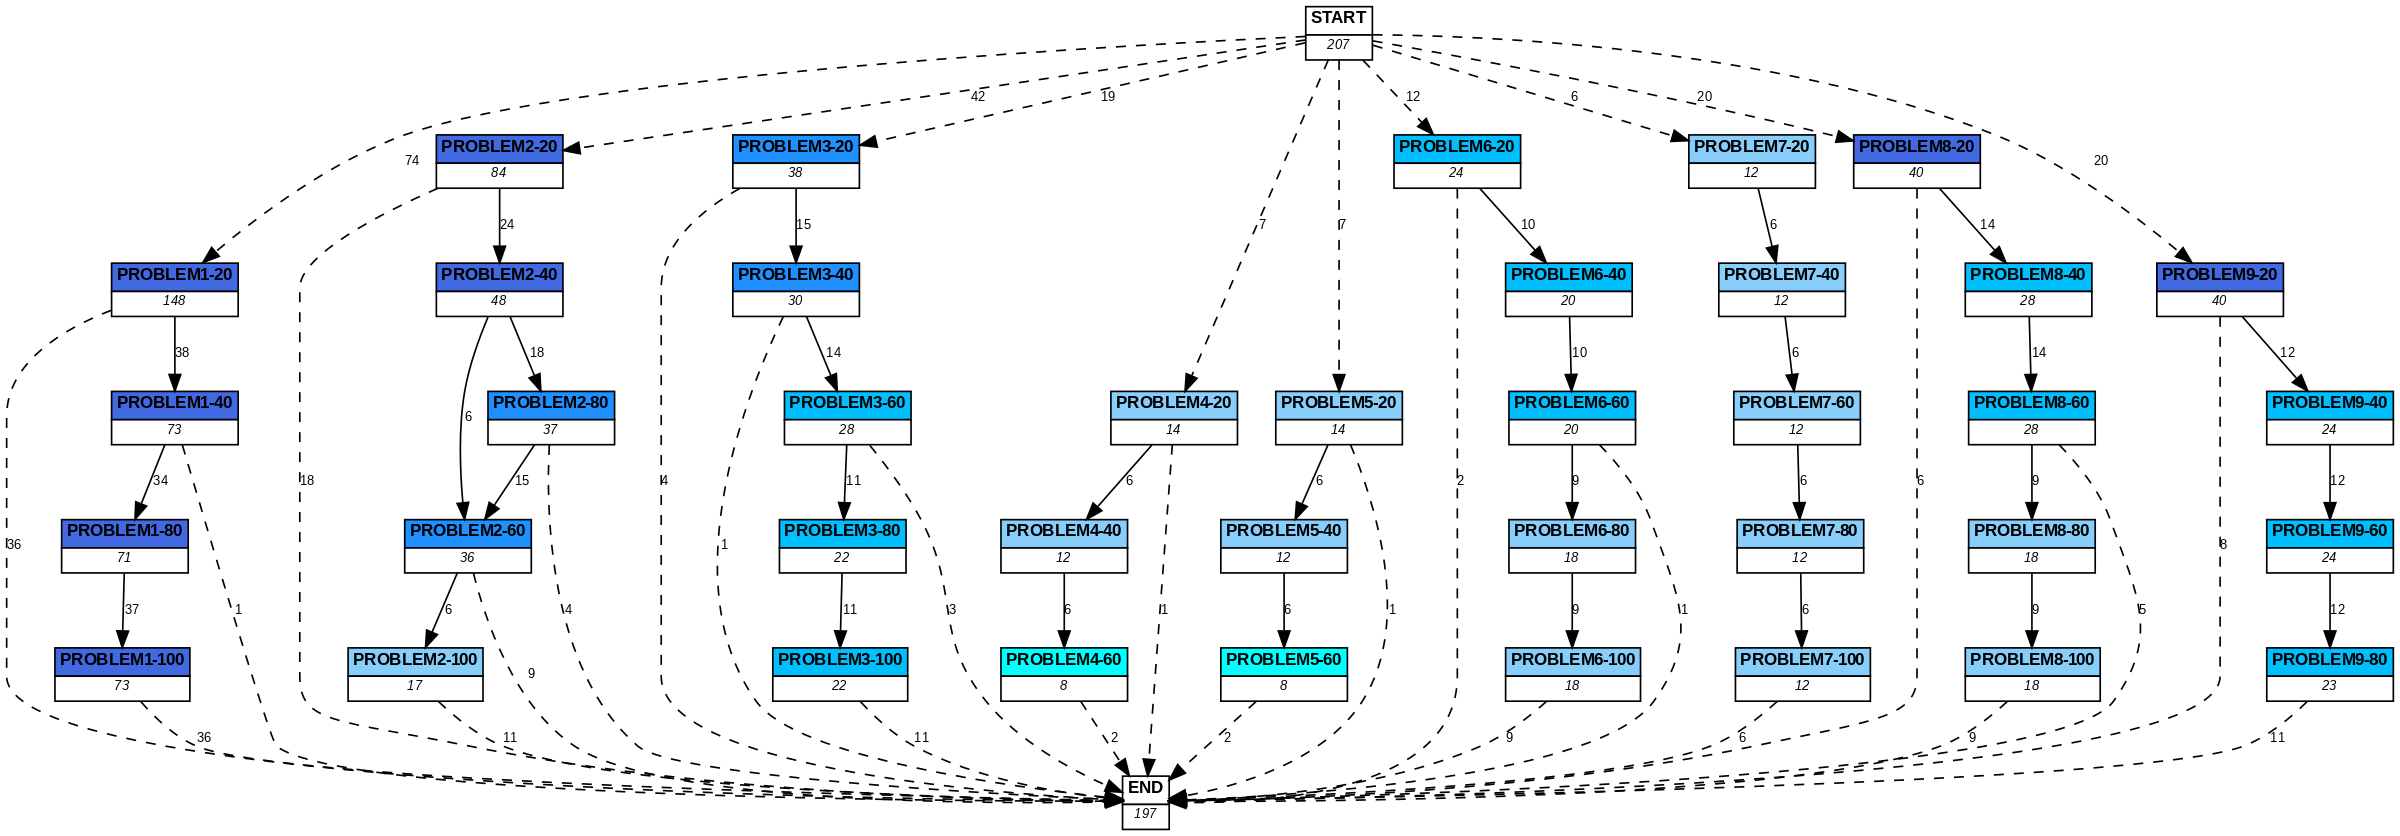 START
207
42
19
12
6
20
74
20
PROBLEM2-20
84
PROBLEM3-20
38
PROBLEM6-20
24
PROBLEM7-20
12
PROBLEM8-20
40
24
15
7
7
10
6
14
PROBLEM1-20
148
PROBLEM2-40
48
PROBLEM3-40
30
PROBLEM6-40
20
PROBLEM7-40
12
PROBLEM8-40
28
PROBLEM9-20
40
38
18
14
10
6
14
12
6
PROBLEM1-40
73
PROBLEM2-80
37
PROBLEM3-60
28
PROBLEM4-20
14
PROBLEM5-20
14
PROBLEM6-60
20
PROBLEM7-60
12
PROBLEM8-60
28
PROBLEM9-40
24
34
18
15
4
11
6
6
9
2
6
6
9
12
PROBLEM1-80
71
PROBLEM2-60
36
PROBLEM3-80
22
PROBLEM4-40
12
PROBLEM5-40
12
PROBLEM6-80
18
PROBLEM7-80
12
PROBLEM8-80
18
PROBLEM9-60
24
36
1
8
37
1
6
4
11
3
6
1
6
1
9
1
6
9
5
12
PROBLEM1-100
73
PROBLEM2-100
17
9
PROBLEM3-100
22
PROBLEM4-60
8
PROBLEM5-60
8
PROBLEM6-100
18
PROBLEM7-100
12
PROBLEM8-100
18
PROBLEM9-80
23
36
11
11
2
2
9
6
9
11
END
197